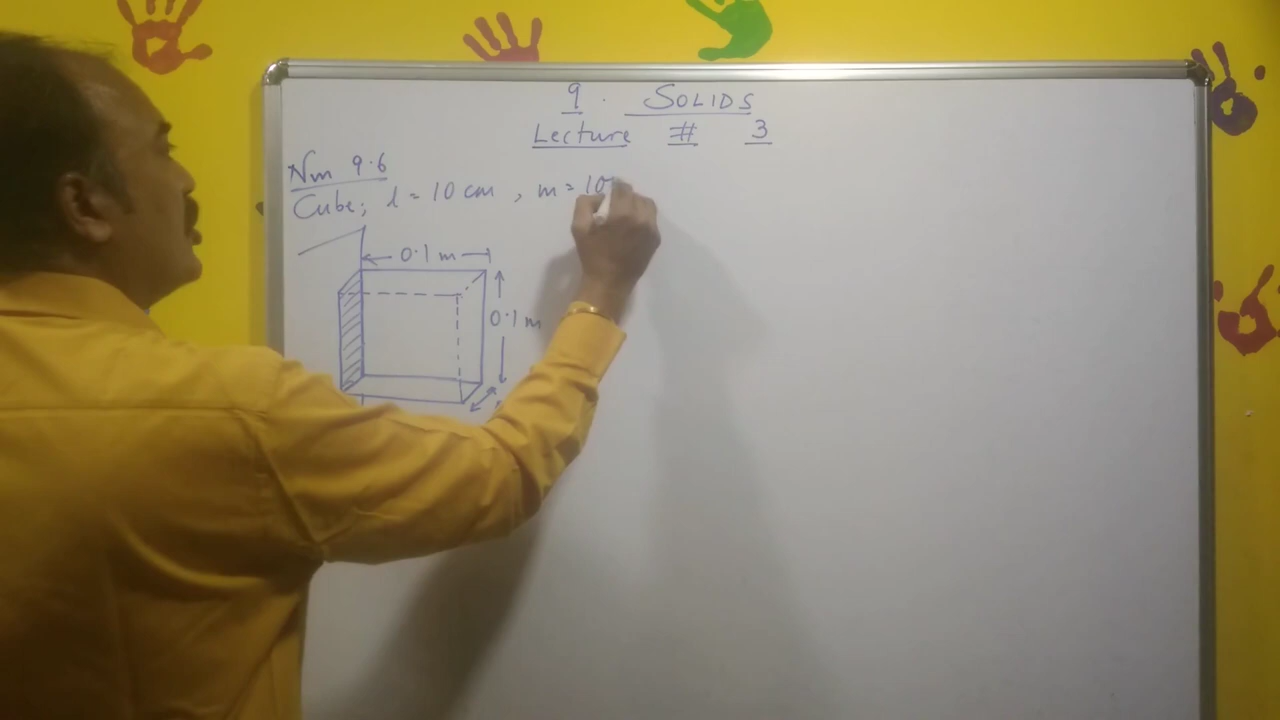 9. SOLIDS
Lecture # 3
Nm 9.6
Cube; l = 10 cm, m = 10
0.1 m
0.1 m